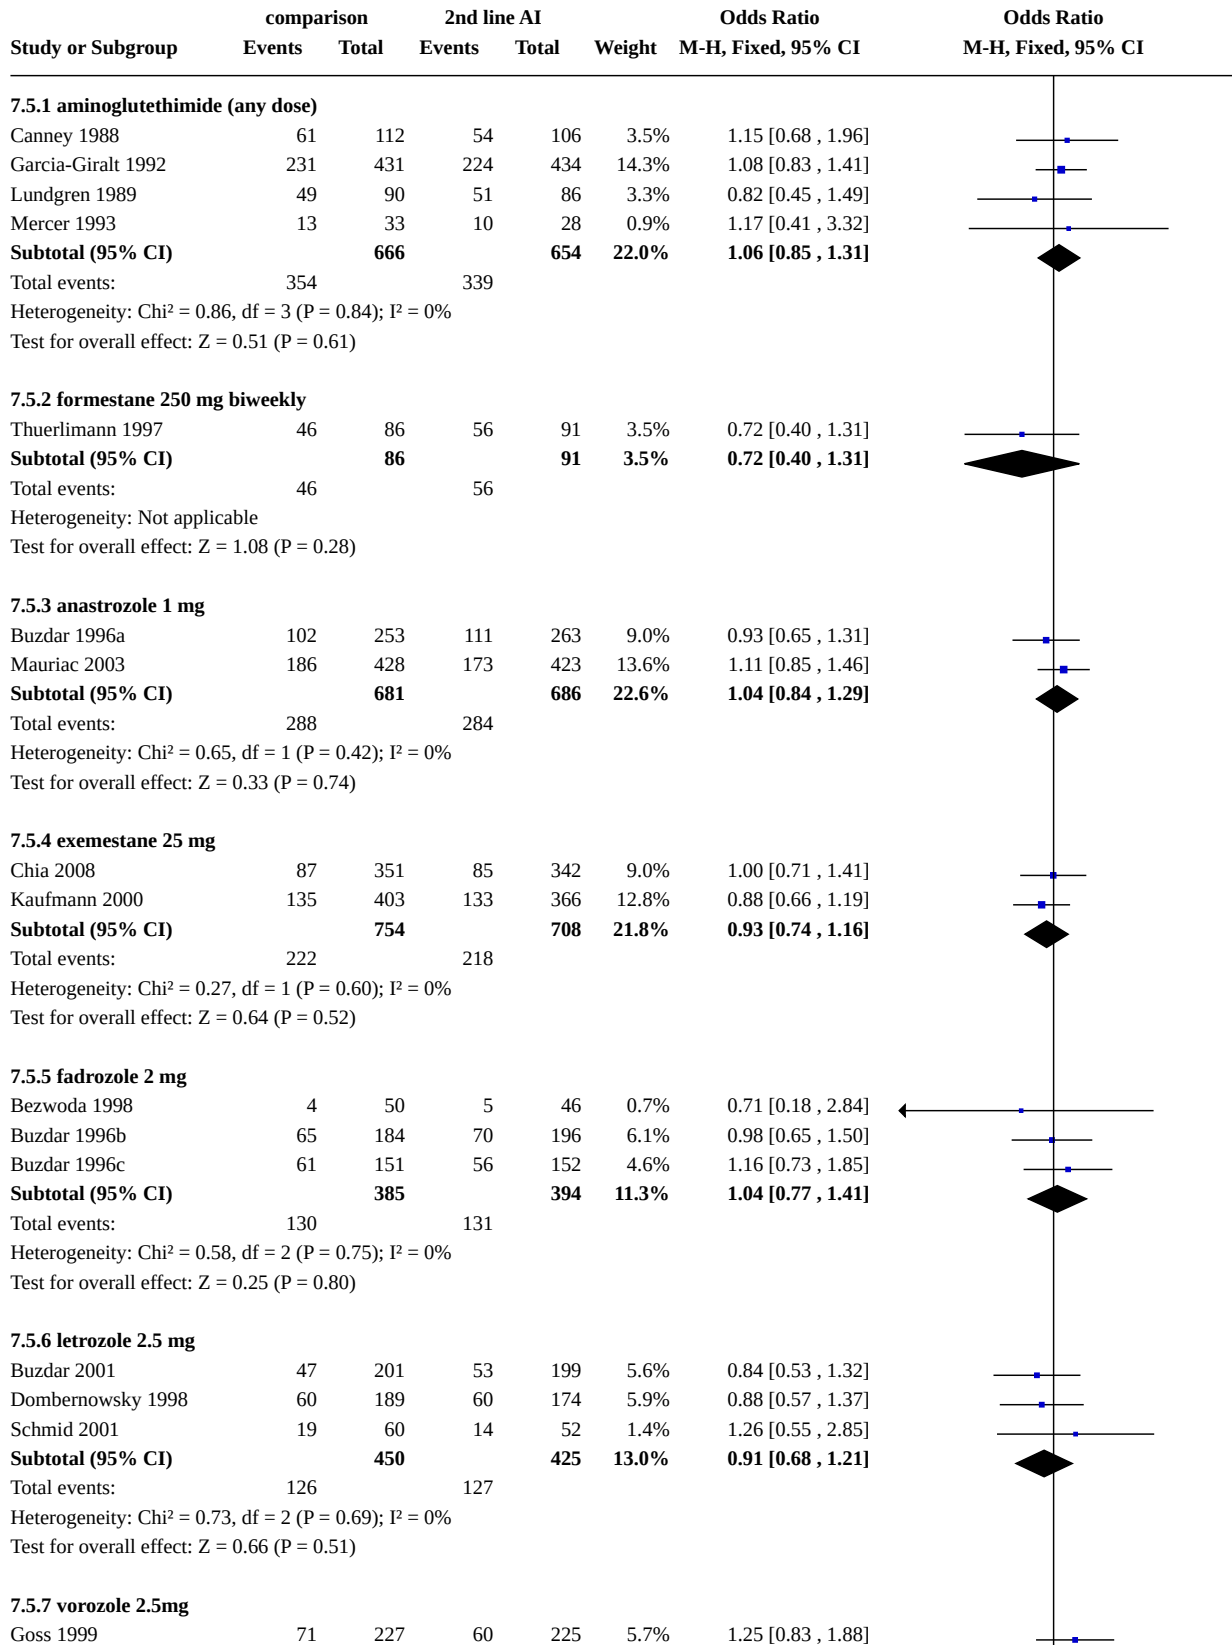 comparison 2nd line AI Odds Ratio Odds Ratio
Study or Subgroup Events Total Events Total Weight M-H, Fixed, 95% CI M-H, Fixed, 95% CI
7.5.1 aminoglutethimide (any dose)
Canney 1988 61 112 54 106 3.5% 1.15 [0.68 , 1.96]
Garcia-Giralt 1992 231 431 224 434 14.3% 1.08 [0.83 , 1.41]
Lundgren 1989 49 90 51 86 3.3% 0.82 [0.45 , 1.49]
Mercer 1993 13 33 10 28 0.9% 1.17 [0.41 , 3.32]
Subtotal (95% CI) 666 654 22.0% 1.06 [0.85 , 1.31]
Total events: 354 339
Heterogeneity: Chi² = 0.86, df = 3 (P = 0.84); I² = 0%
Test for overall effect: Z = 0.51 (P = 0.61)
7.5.2 formestane 250 mg biweekly
Thuerlimann 1997 46 86 56 91 3.5% 0.72 [0.40 , 1.31]
Subtotal (95% CI) 86 91 3.5% 0.72 [0.40 , 1.31]
Total events: 46 56
Heterogeneity: Not applicable
Test for overall effect: Z = 1.08 (P = 0.28)
7.5.3 anastrozole 1 mg
Buzdar 1996a 102 253 111 263 9.0% 0.93 [0.65 , 1.31]
Mauriac 2003 186 428 173 423 13.6% 1.11 [0.85 , 1.46]
Subtotal (95% CI) 681 686 22.6% 1.04 [0.84 , 1.29]
Total events: 288 284
Heterogeneity: Chi² = 0.65, df = 1 (P = 0.42); I² = 0%
Test for overall effect: Z = 0.33 (P = 0.74)
7.5.4 exemestane 25 mg
Chia 2008 87 351 85 342 9.0% 1.00 [0.71 , 1.41]
Kaufmann 2000 135 403 133 366 12.8% 0.88 [0.66 , 1.19]
Subtotal (95% CI) 754 708 21.8% 0.93 [0.74 , 1.16]
Total events: 222 218
Heterogeneity: Chi² = 0.27, df = 1 (P = 0.60); I² = 0%
Test for overall effect: Z = 0.64 (P = 0.52)
7.5.5 fadrozole 2 mg
Bezwoda 1998 4 50 5 46 0.7% 0.71 [0.18 , 2.84]
Buzdar 1996b 65 184 70 196 6.1% 0.98 [0.65 , 1.50]
Buzdar 1996c 61 151 56 152 4.6% 1.16 [0.73 , 1.85]
Subtotal (95% CI) 385 394 11.3% 1.04 [0.77 , 1.41]
Total events: 130 131
Heterogeneity: Chi² = 0.58, df = 2 (P = 0.75); I² = 0%
Test for overall effect: Z = 0.25 (P = 0.80)
7.5.6 letrozole 2.5 mg
Buzdar 2001 47 201 53 199 5.6% 0.84 [0.53 , 1.32]
Dombernowsky 1998 60 189 60 174 5.9% 0.88 [0.57 , 1.37]
Schmid 2001 19 60 14 52 1.4% 1.26 [0.55 , 2.85]
Subtotal (95% CI) 450 425 13.0% 0.91 [0.68 , 1.21]
Total events: 126 127
Heterogeneity: Chi² = 0.73, df = 2 (P = 0.69); I² = 0%
Test for overall effect: Z = 0.66 (P = 0.51)
7.5.7 vorozole 2.5mg
Goss 1999 71 227 60 225 5.7% 1.25 [0.83 , 1.88]